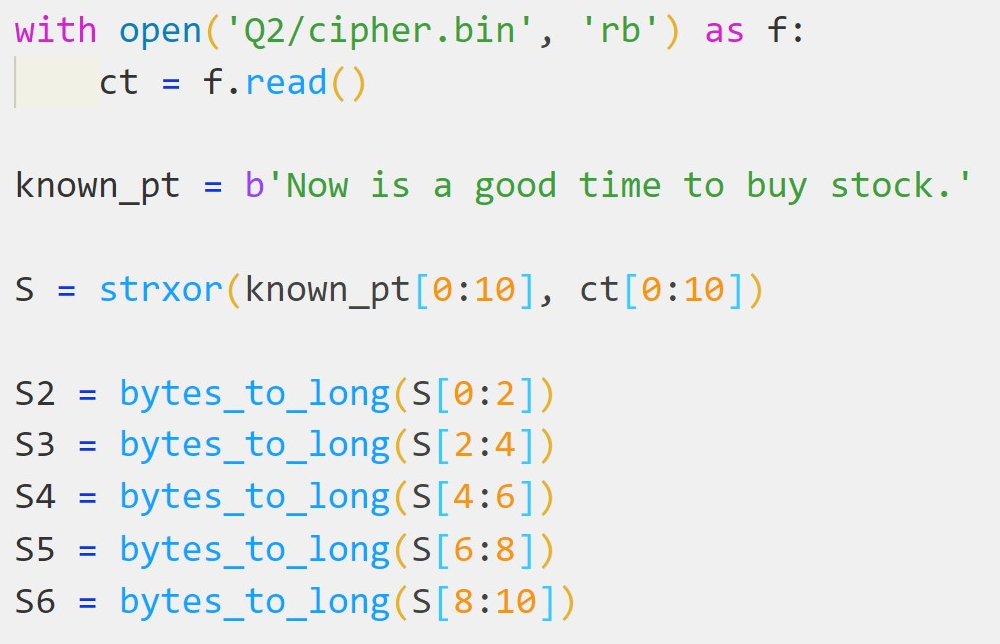 with open('Q2/cipher.bin', 'rb') as f:
    ct = f.read()
known_pt = b'Now is a good time to buy stock.'
S = strxor(known_pt[0:10], ct[0:10])
S2 = bytes_to_long(S[0:2])
S3 = bytes_to_long(S[2:4])
S4 = bytes_to_long(S[4:6])
S5 = bytes_to_long(S[6:8])
S6 = bytes_to_long(S[8:10])